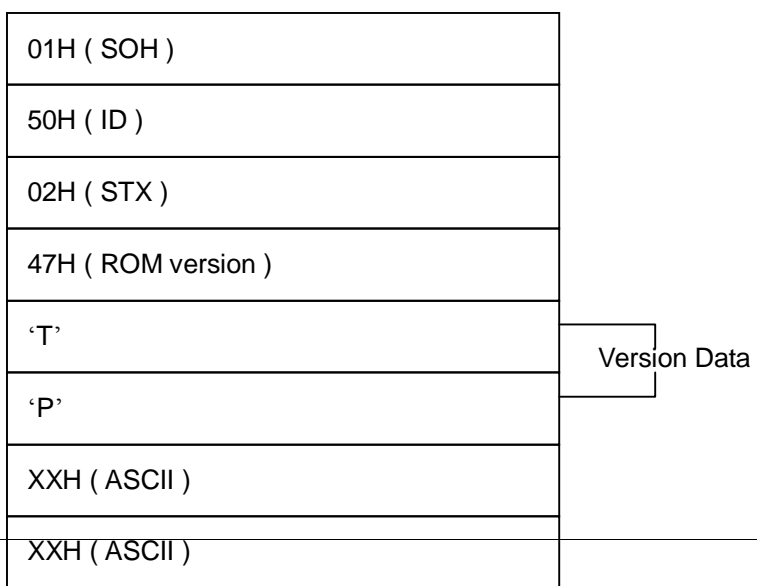 01H ( SOH )
50H ( ID )
02H ( STX )
47H ( ROM version )
‘T’
Version Data
‘P’
XXH ( ASCII )
XXH ( ASCII )